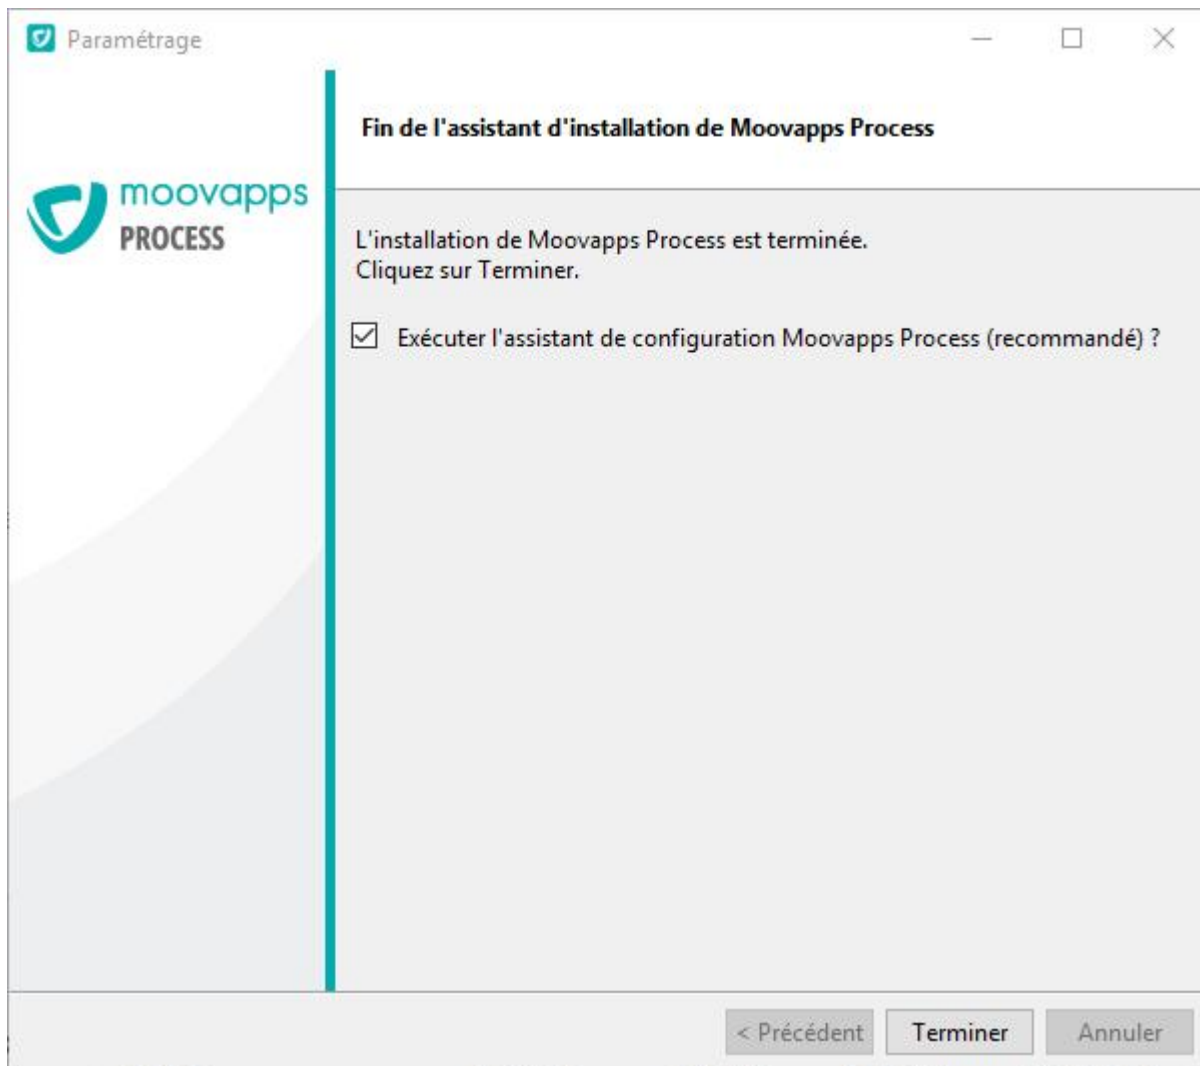 Paramétrage
Fin de l'assistant d'installation de Moovapps Process
moovapps
PROCESS
L'installation de Moovapps Process est terminée.
Cliquez sur Terminer.
Exécuter l'assistant de configuration Moovapps Process (recommandé) ?
< Précédent
Terminer
Annuler